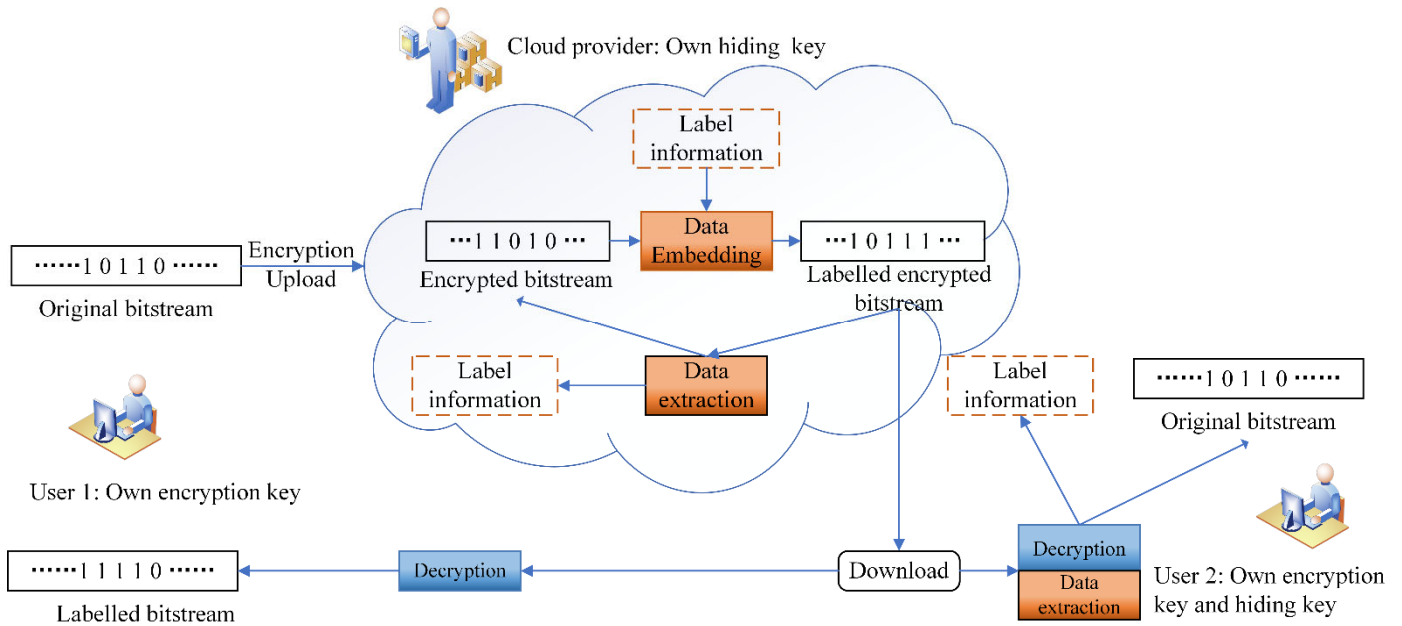 Cloud provider: Own hiding key
Label
information
···1 1 0 1 0 ···
Data
Embedding
···1 0 1 1 1 ···
Encryption
Upload
······1 0 1 1 0 ······
Original bitstream
Encrypted bitstream
Labelled encrypted
bitstream
Label
information
Data
extraction
Label
information
······1 0 1 1 0 ······
Original bitstream
User 1: Own encryption key
······1 1 1 1 0 ······
Labelled bitstream
Decryption
Download
Decryption
Data
extraction
User 2: Own encryption
key and hiding key